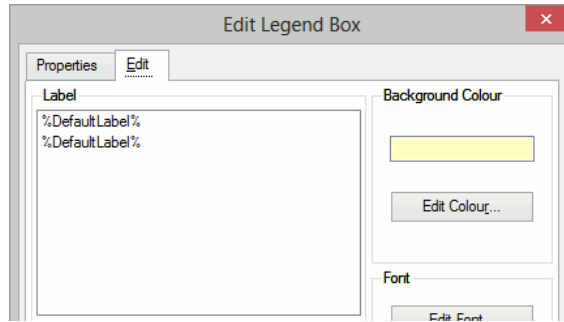 Edit Legend Box
Properties
Edit
Label
%DefaultLabel%
%DefaultLabel%
Background Colour
Edit Colour...
Font
Edit Font...